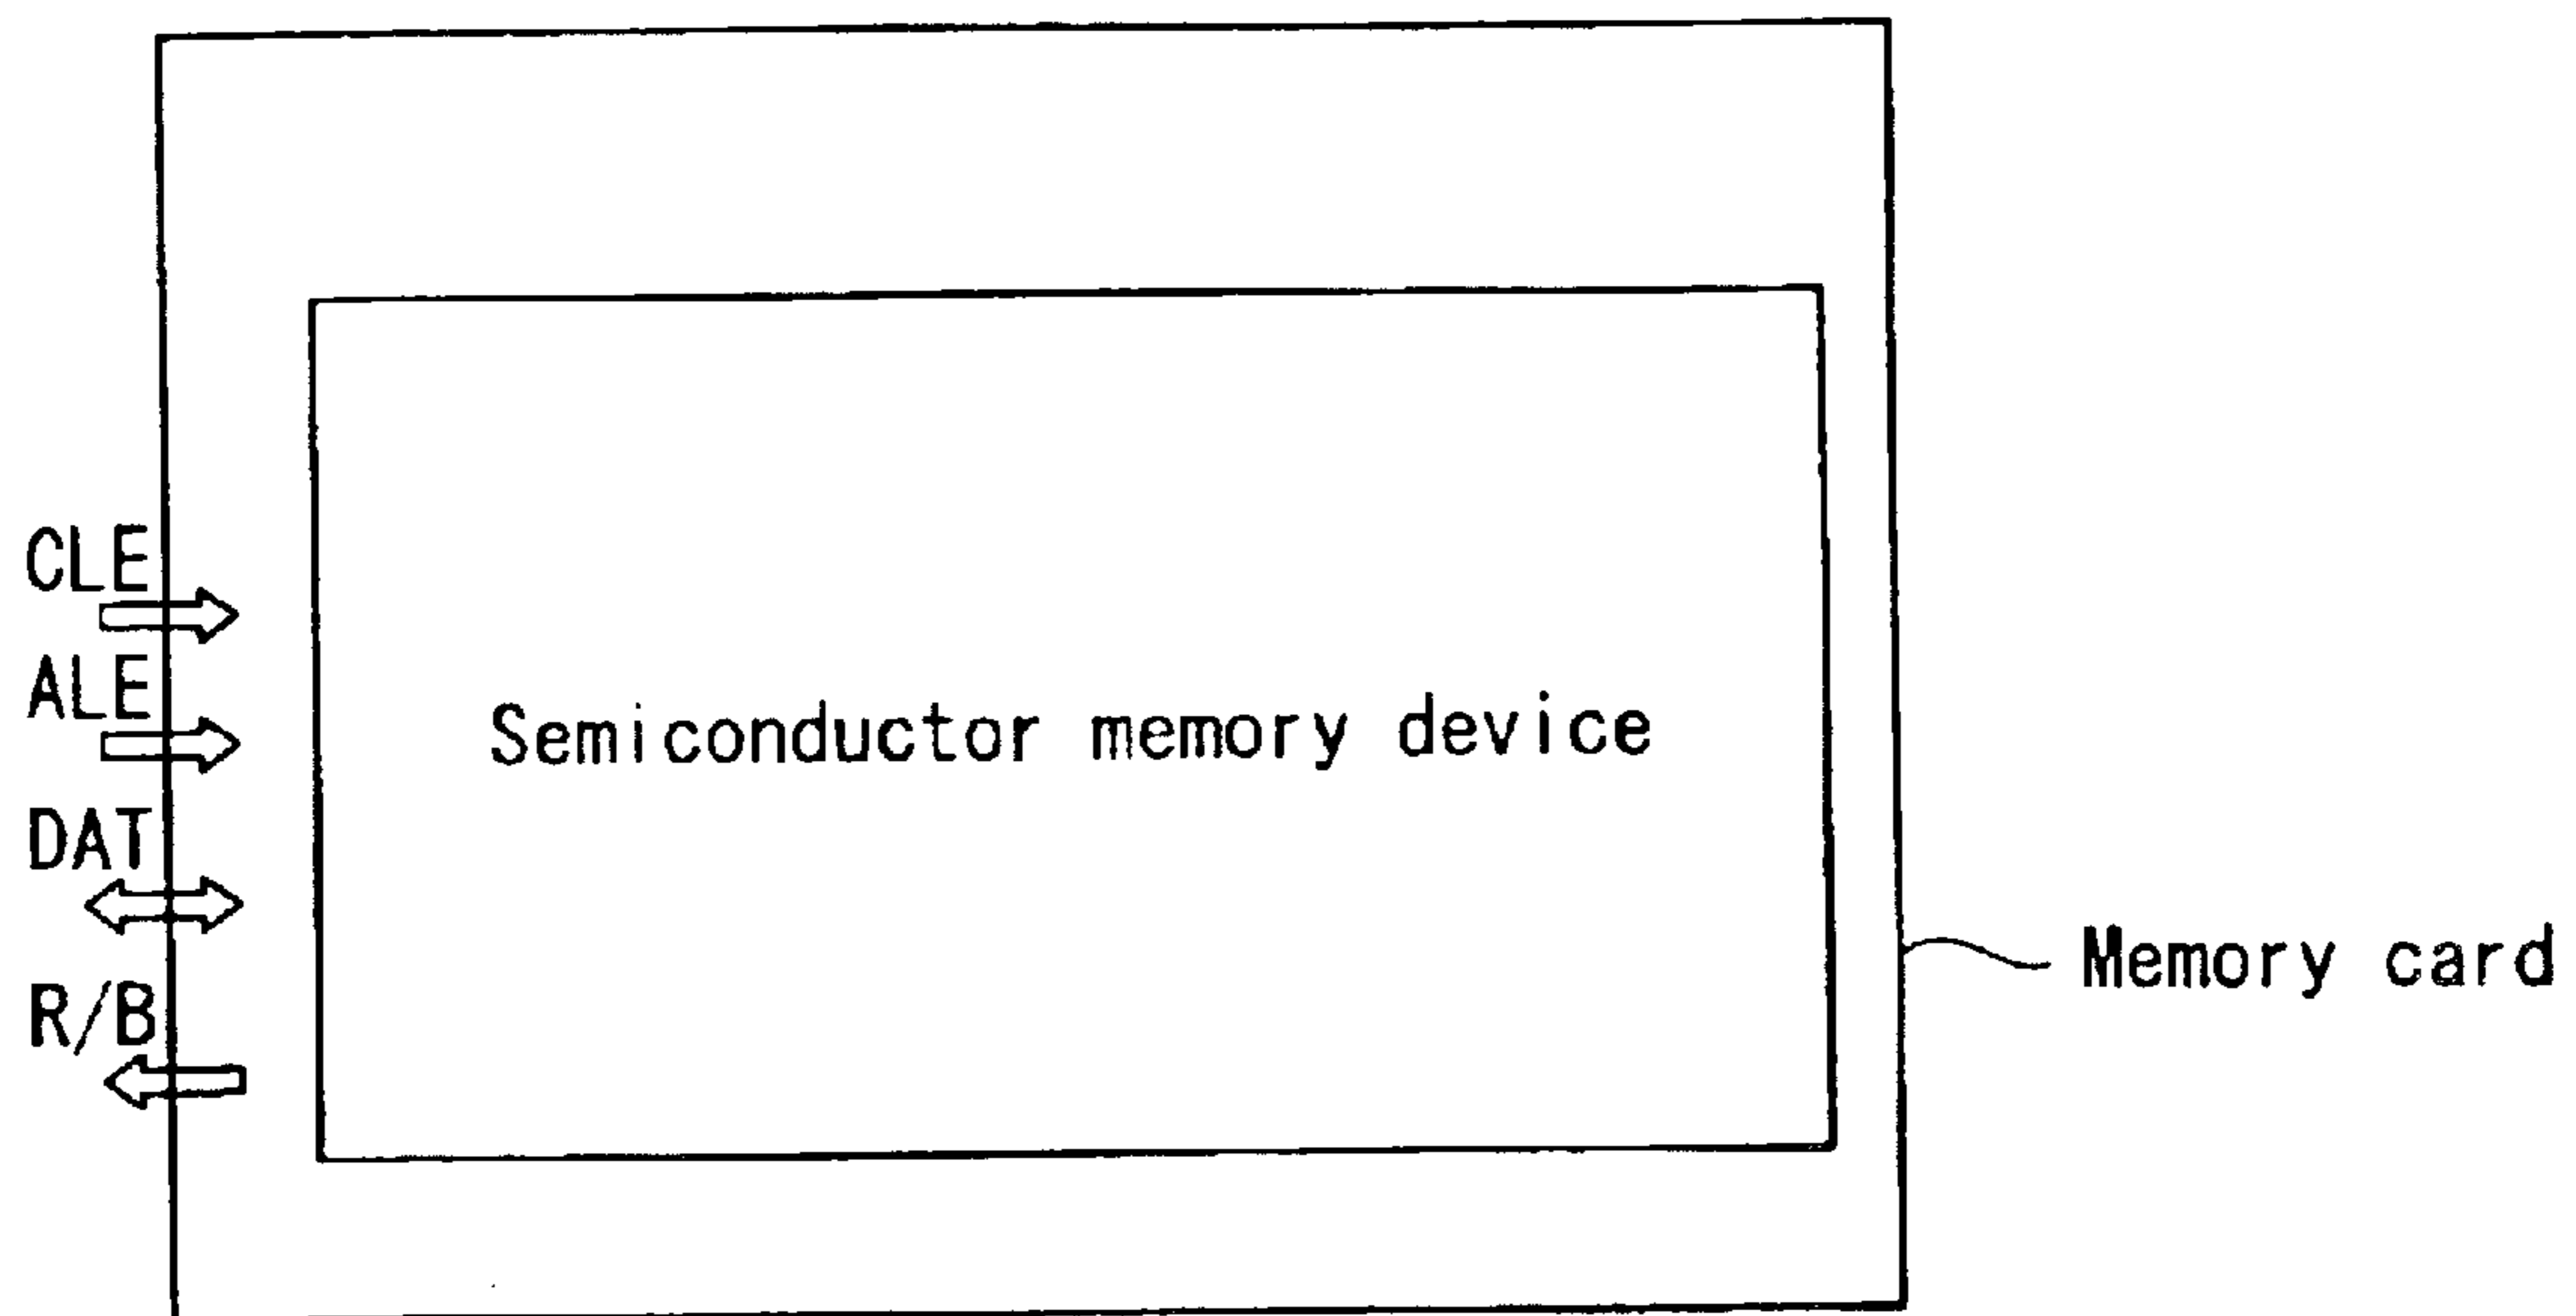 CLE
ALE
Semiconductor memory device
DAT
Memory card
R/B